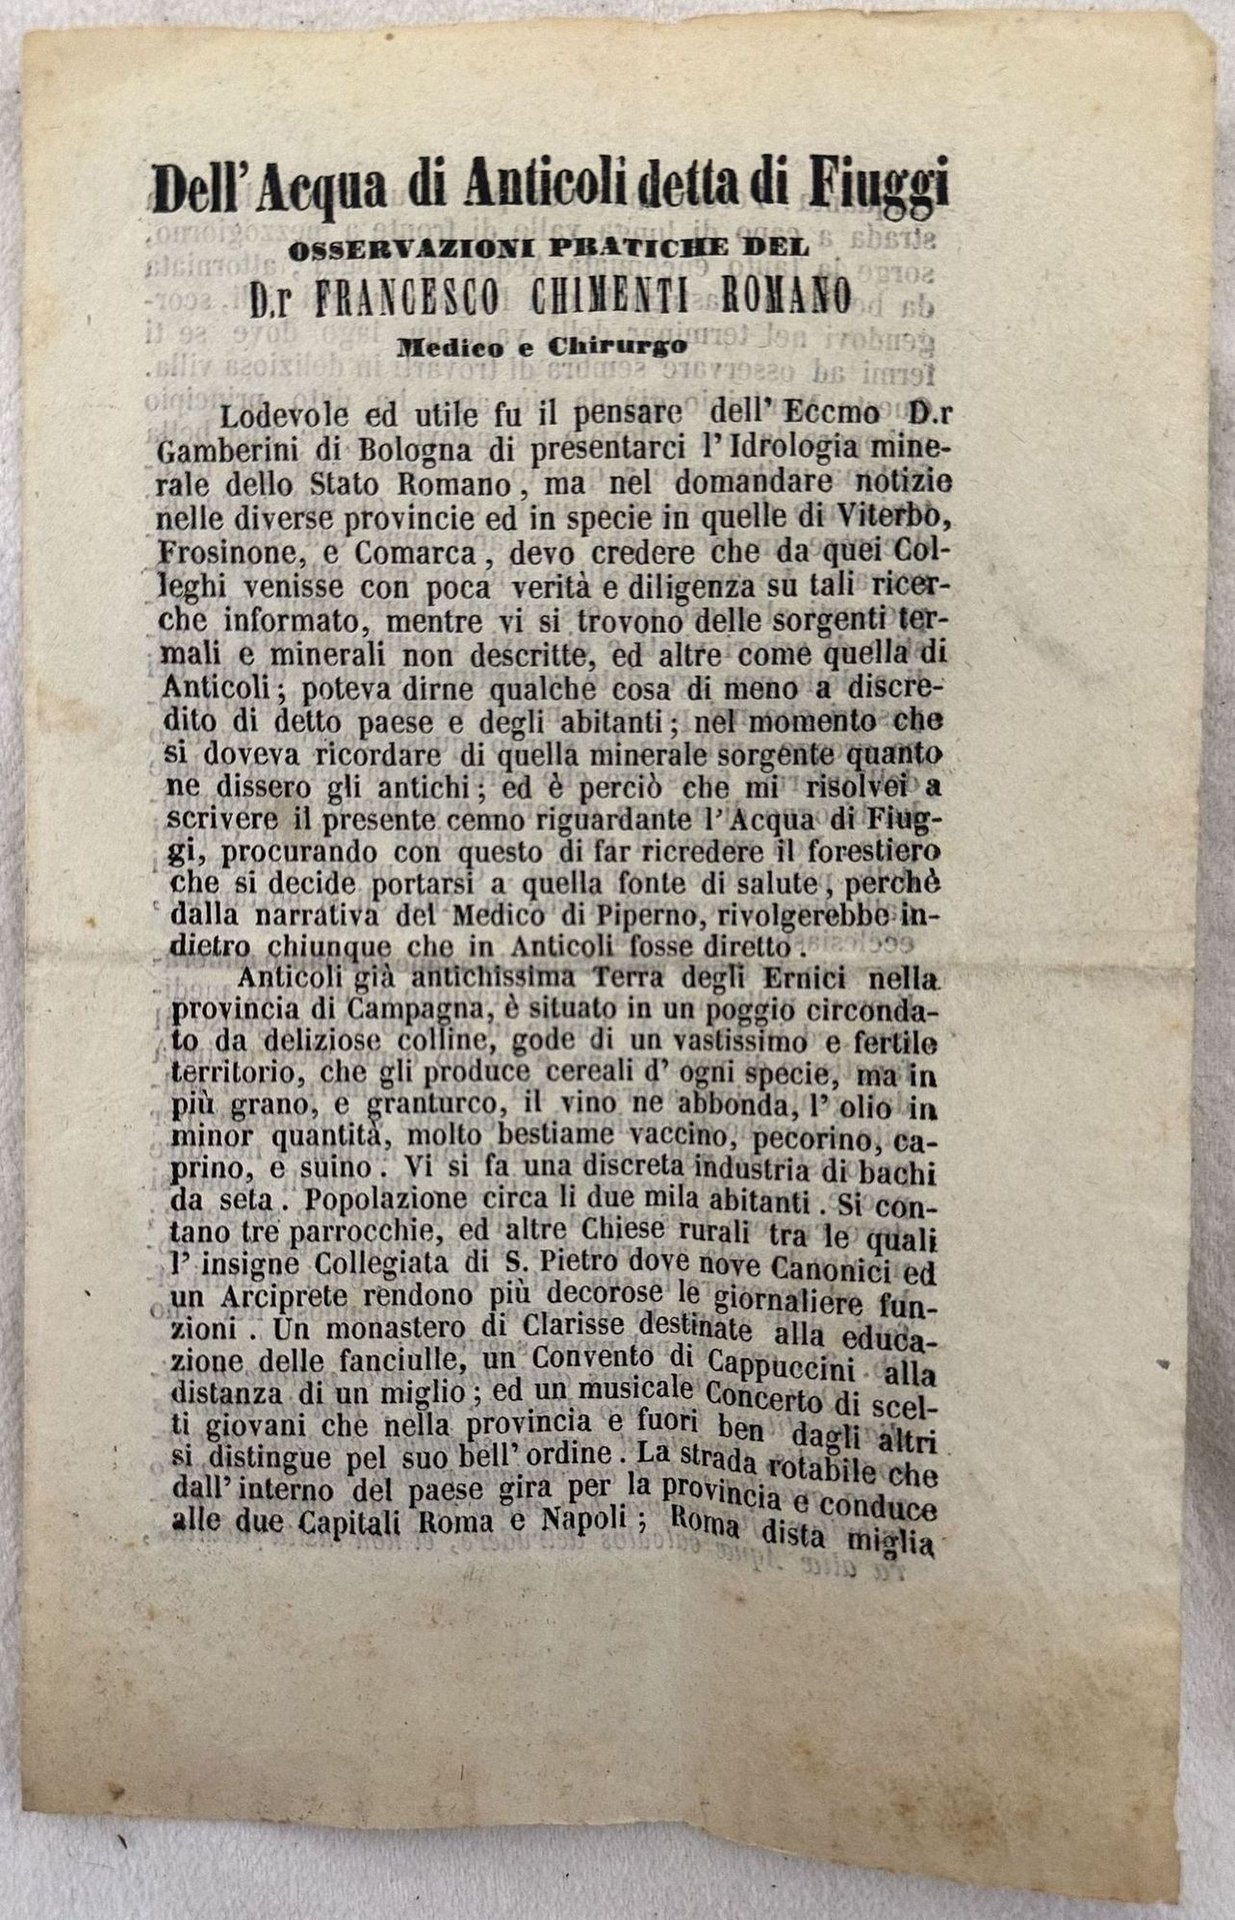 Dell' Acqua di Anticoli detta di Fiuggi
OSSERVAZIONI PRATICHE DEL
D.r FRANCESCO CHIMENTI ROMANO
Medico e Chirurgo
Lodevole ed utile fu il pensare dell' Eccmo D.r
Gamberini di Bologna di presentarci l' Idrologia mine-
rale dello Stato Romano, ma nel domandare notizie
nelle diverse provincie ed in specie in quelle di Viterbo,
Frosinone, e Comarca, devo credere che da quei Col-
leghi venisse con poca verità e diligenza su tali ricer-
che informato, mentre vi si trovono delle sorgenti ter-
mali e minerali non descritte, ed altre come quella di
Anticoli; poteva dirne qualche cosa di meno a discre-
dito di detto paese e degli abitanti; nel momento che
si doveva ricordare di quella minerale sorgente quanto
ne dissero gli antichi; ed è perciò che mi risolvei a
scrivere il presente cenno riguardante l' Acqua di Fiug-
gi, procurando con questo di far ricredere il forestiero
che si decide portarsi a quella fonte di salute, perchè
dalla narrativa del Medico di Piperno, rivolgerebbe in-
dietro chiunque che in Anticoli fosse diretto.
Anticoli già antichissima Terra degli Ernici nella
provincia di Campagna, è situato in un poggio circonda-
to da deliziose colline, gode di un vastissimo e fertile
territorio, che gli produce cereali d' ogni specie, ma in
più grano, e granturco, il vino ne abbonda, l' olio in
minor quantità, molto bestiame vaccino, pecorino, ca-
prino, e suino. Vi si fa una discreta industria di bachi
da seta. Popolazione circa li due mila abitanti. Si con-
tano tre parrocchie, ed altre Chiese rurali tra le quali
l' insigne Collegiata di S. Pietro dove nove Canonici ed
un Arciprete rendono più decorose le giornaliere fun-
zioni. Un monastero di Clarisse destinate alla educa-
zione delle fanciulle, un Convento di Cappuccini alla
distanza di un miglio; ed un musicale Concerto di scel-
ti giovani che nella provincia e fuori ben dagli altri
si distingue pel suo bell' ordine. La strada rotabile che
dall' interno del paese gira per la provincia e conduce
alle due Capitali Roma e Napoli; Roma dista miglia